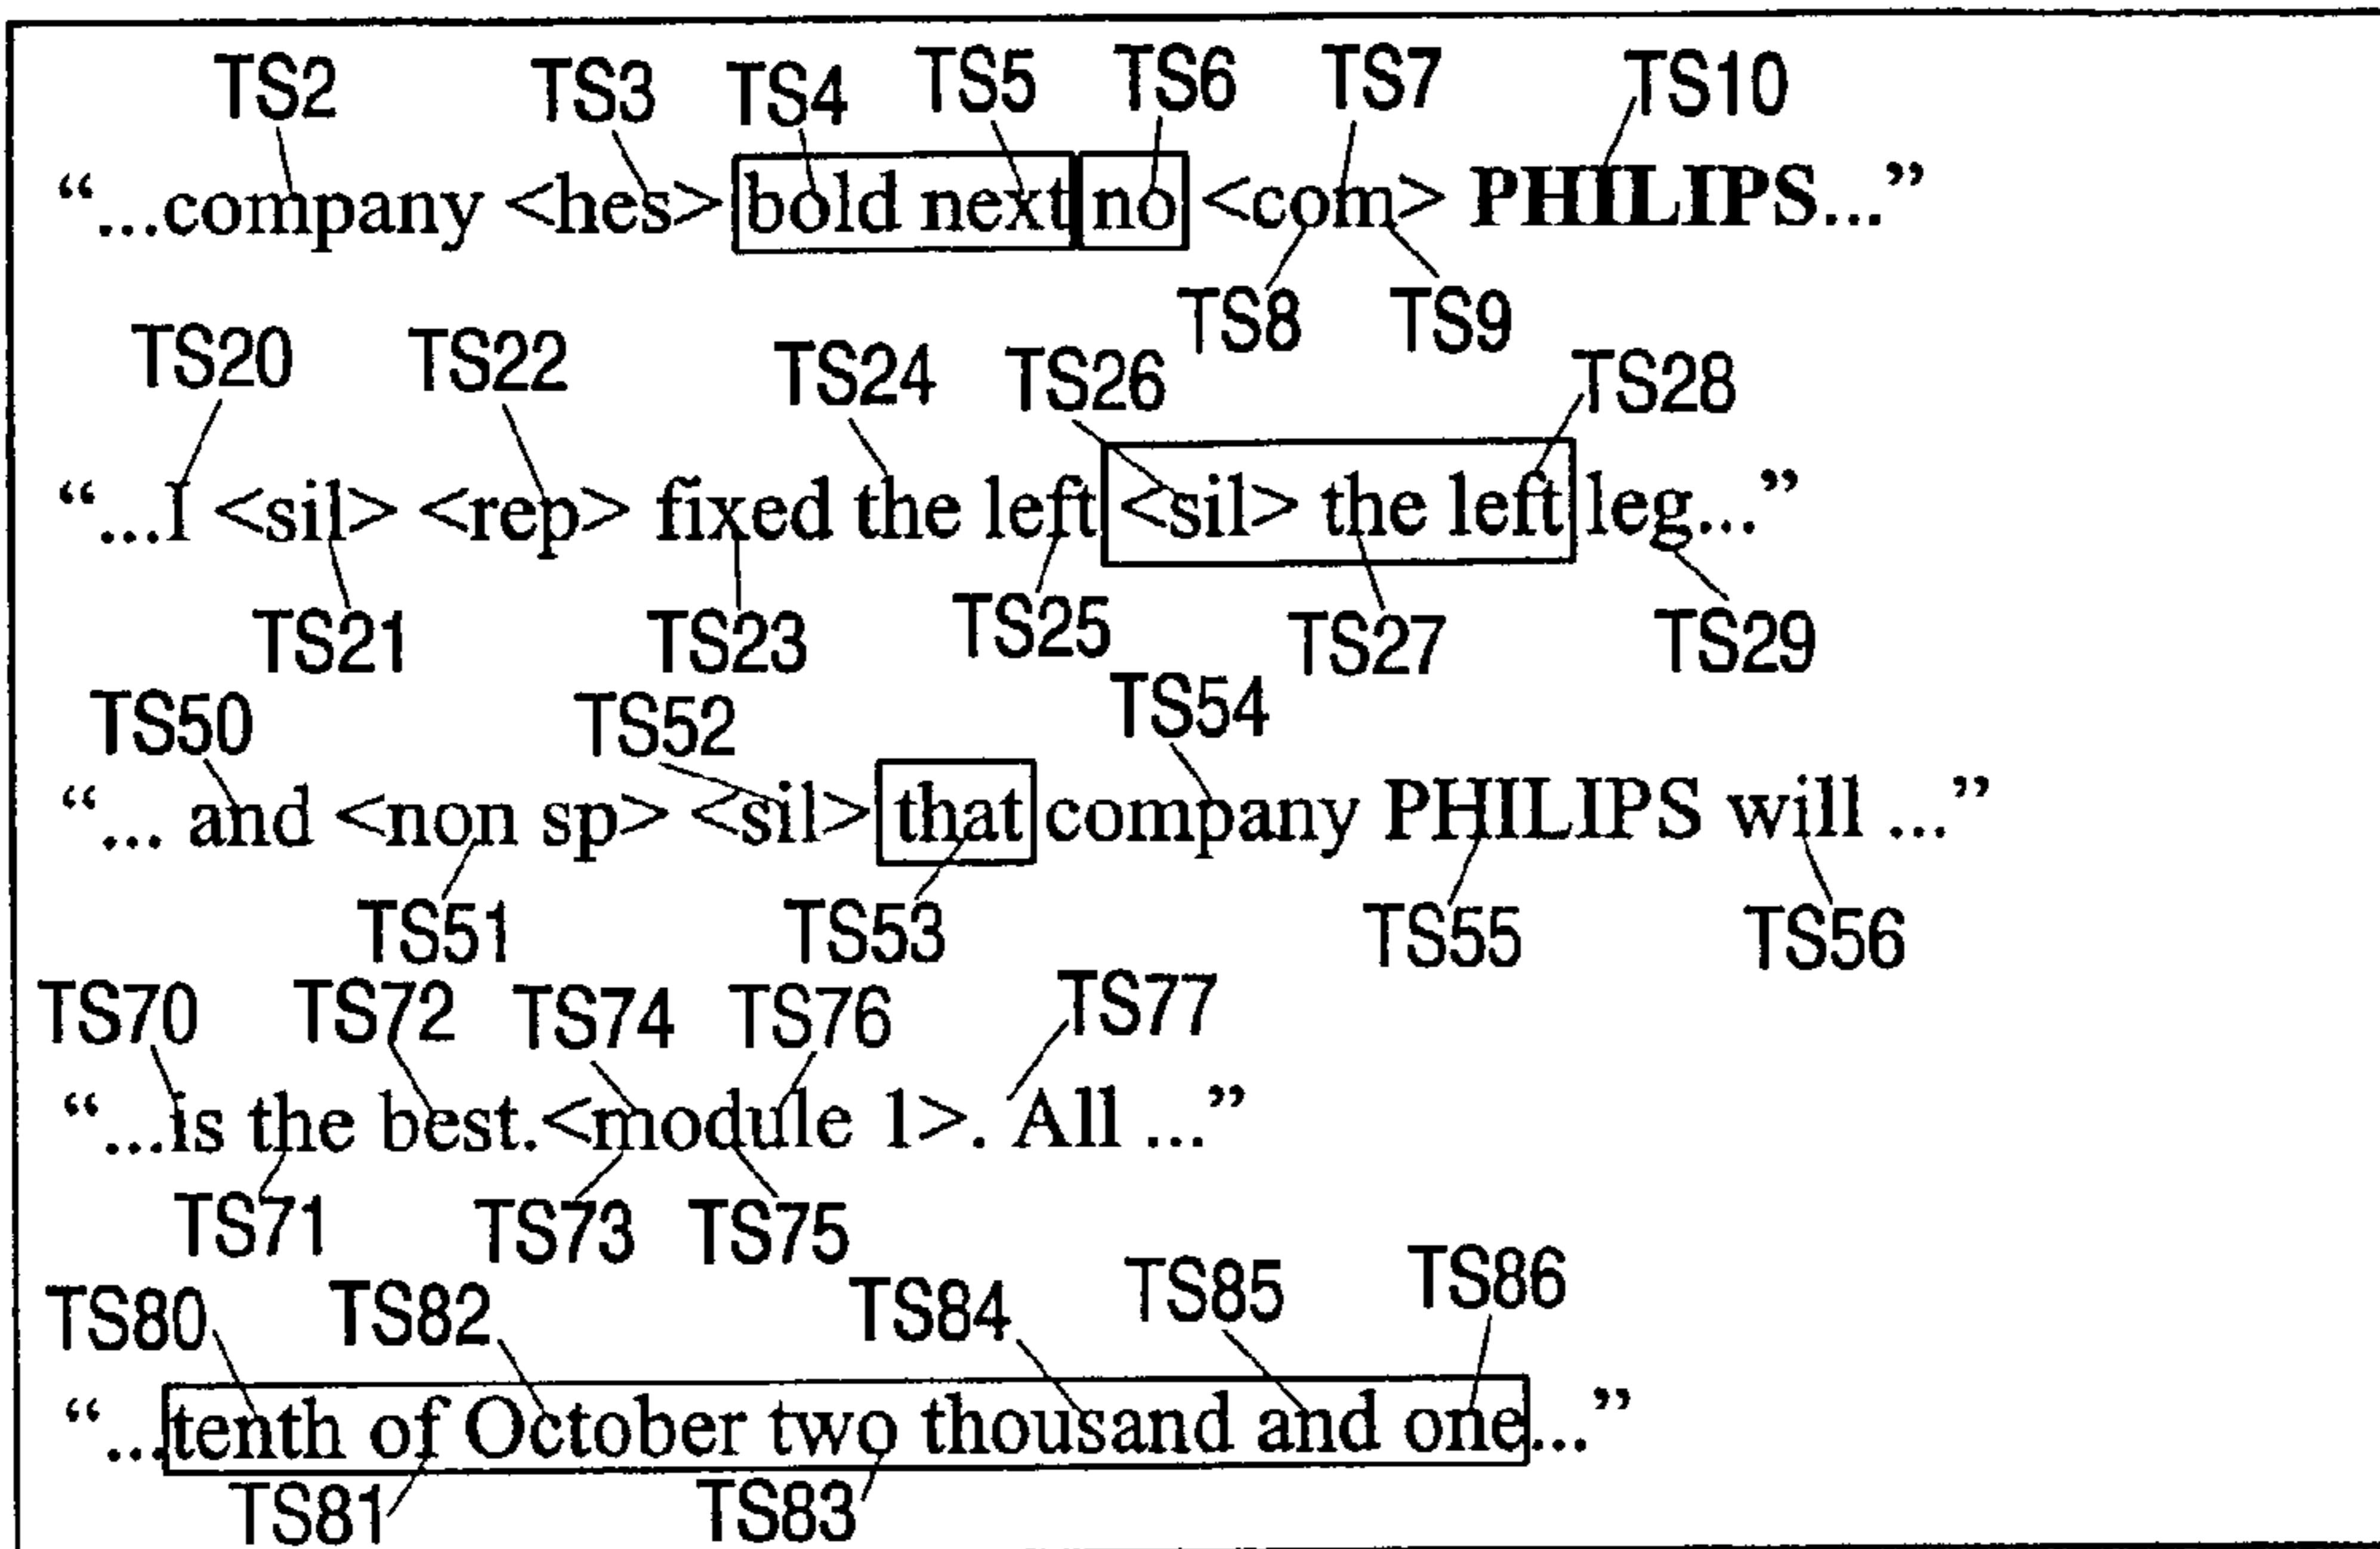 TS2 TS3 TS4 TS5 TS6 TS7 TS10
“...company <hes> bold next no <com> PHILIPS...”
TS8 TS9
TS20 TS22 TS24 TS26 TS28
“...I <sil> <rep> fixed the left <sil> the left leg...”
TS21 TS23 TS25 TS27 TS29
TS50 TS52 TS54
“... and <non sp> <sil> that company PHILIPS will ...”
TS51 TS53 TS55 TS56
TS70 TS72 TS74 TS76 TS77
“...is the best.<module 1>. All ...”
TS71 TS73 TS75
TS80 TS82 TS84 TS85 TS86
“...tenth of October two thousand and one...”
TS81 TS83